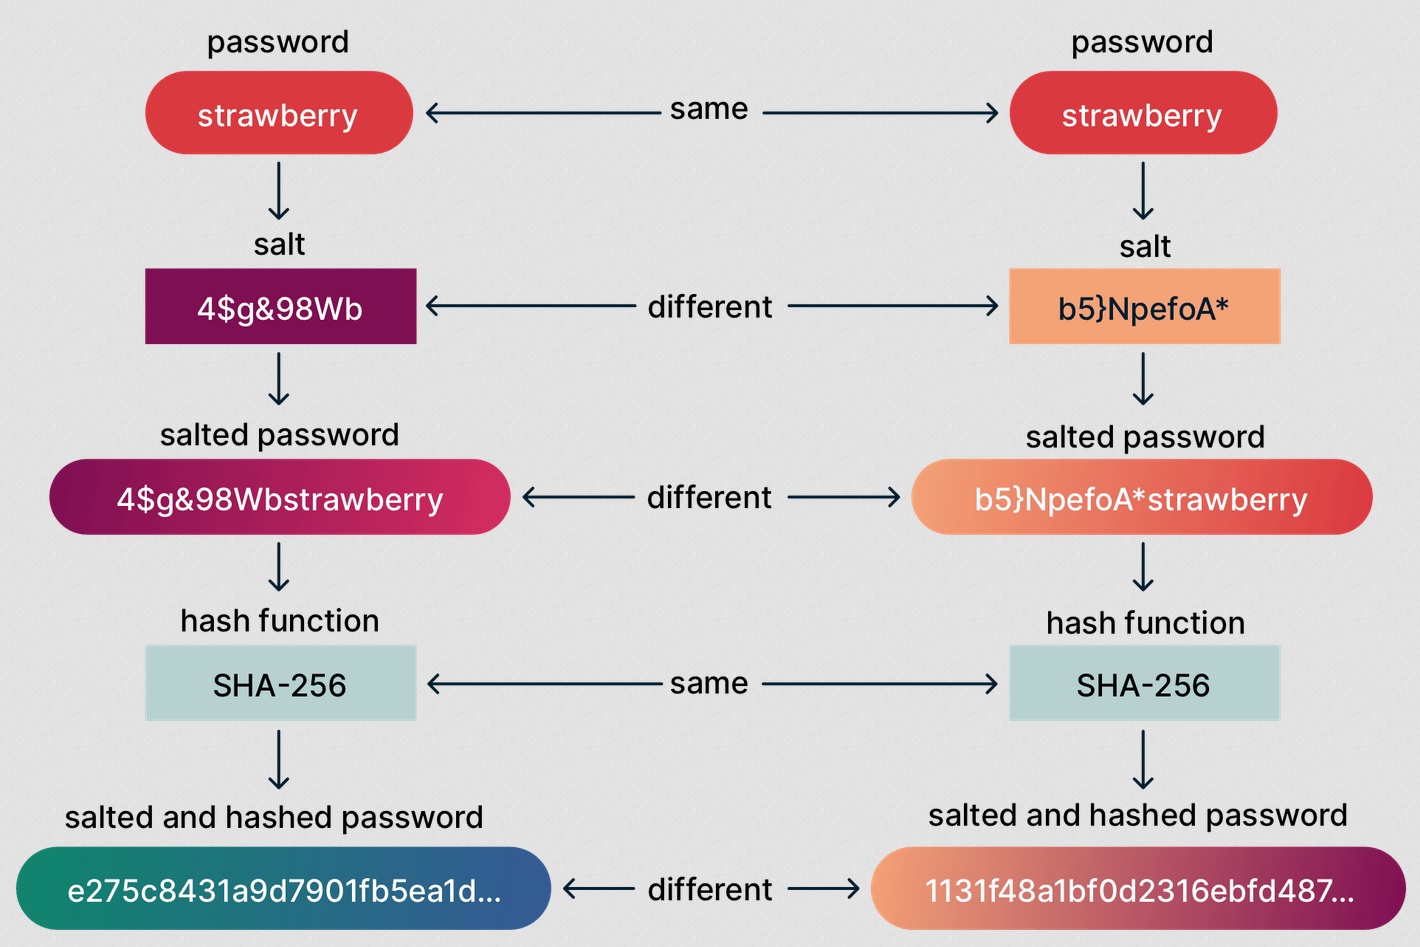 password
password
strawberry
same
strawberry
salt
salt
4$g&98Wb
different
b5}NpefoA*
salted password
salted password
4$g&98Wbstrawberry
different
b5}NpefoA*strawberry
hash function
hash function
SHA-256
same
SHA-256
salted and hashed password
salted and hashed password
e275c8431a9d7901fb5ea1d...
different
1131f48a1bf0d2316ebfd487...